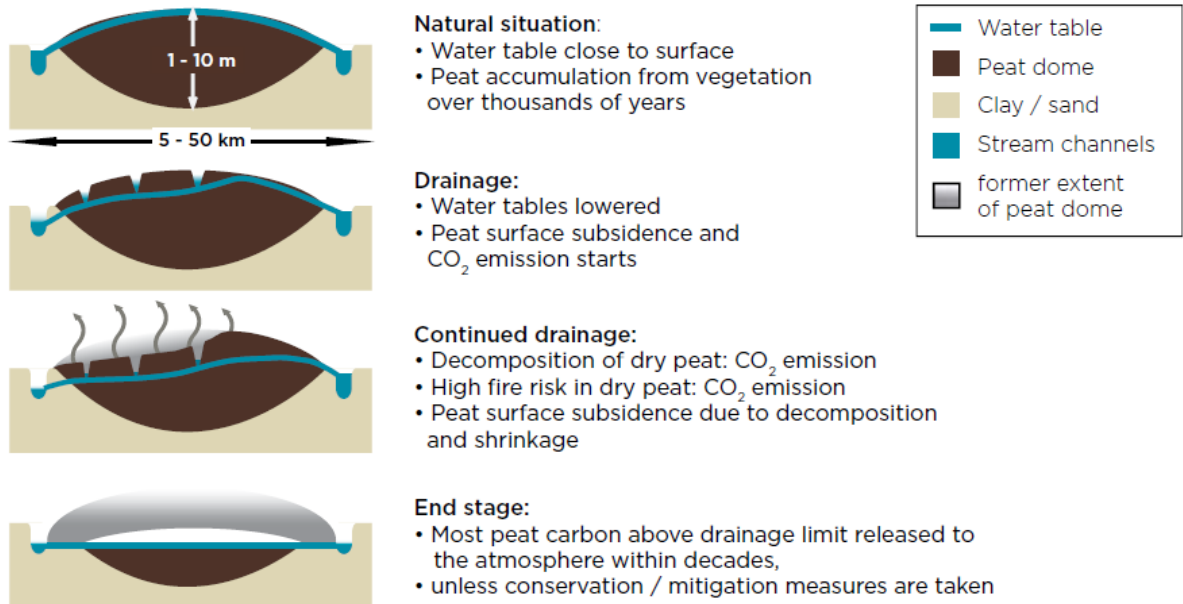 1 - 10 m
5 - 50 km
Natural situation:
• Water table close to surface
• Peat accumulation from vegetation
over thousands of years
Drainage:
• Water tables lowered
• Peat surface subsidence and
CO₂ emission starts
Continued drainage:
• Decomposition of dry peat: CO₂ emission
• High fire risk in dry peat: CO₂ emission
• Peat surface subsidence due to decomposition
and shrinkage
End stage:
• Most peat carbon above drainage limit released to
the atmosphere within decades,
• unless conservation / mitigation measures are taken
Water table
Peat dome
Clay / sand
Stream channels
former extent
of peat dome